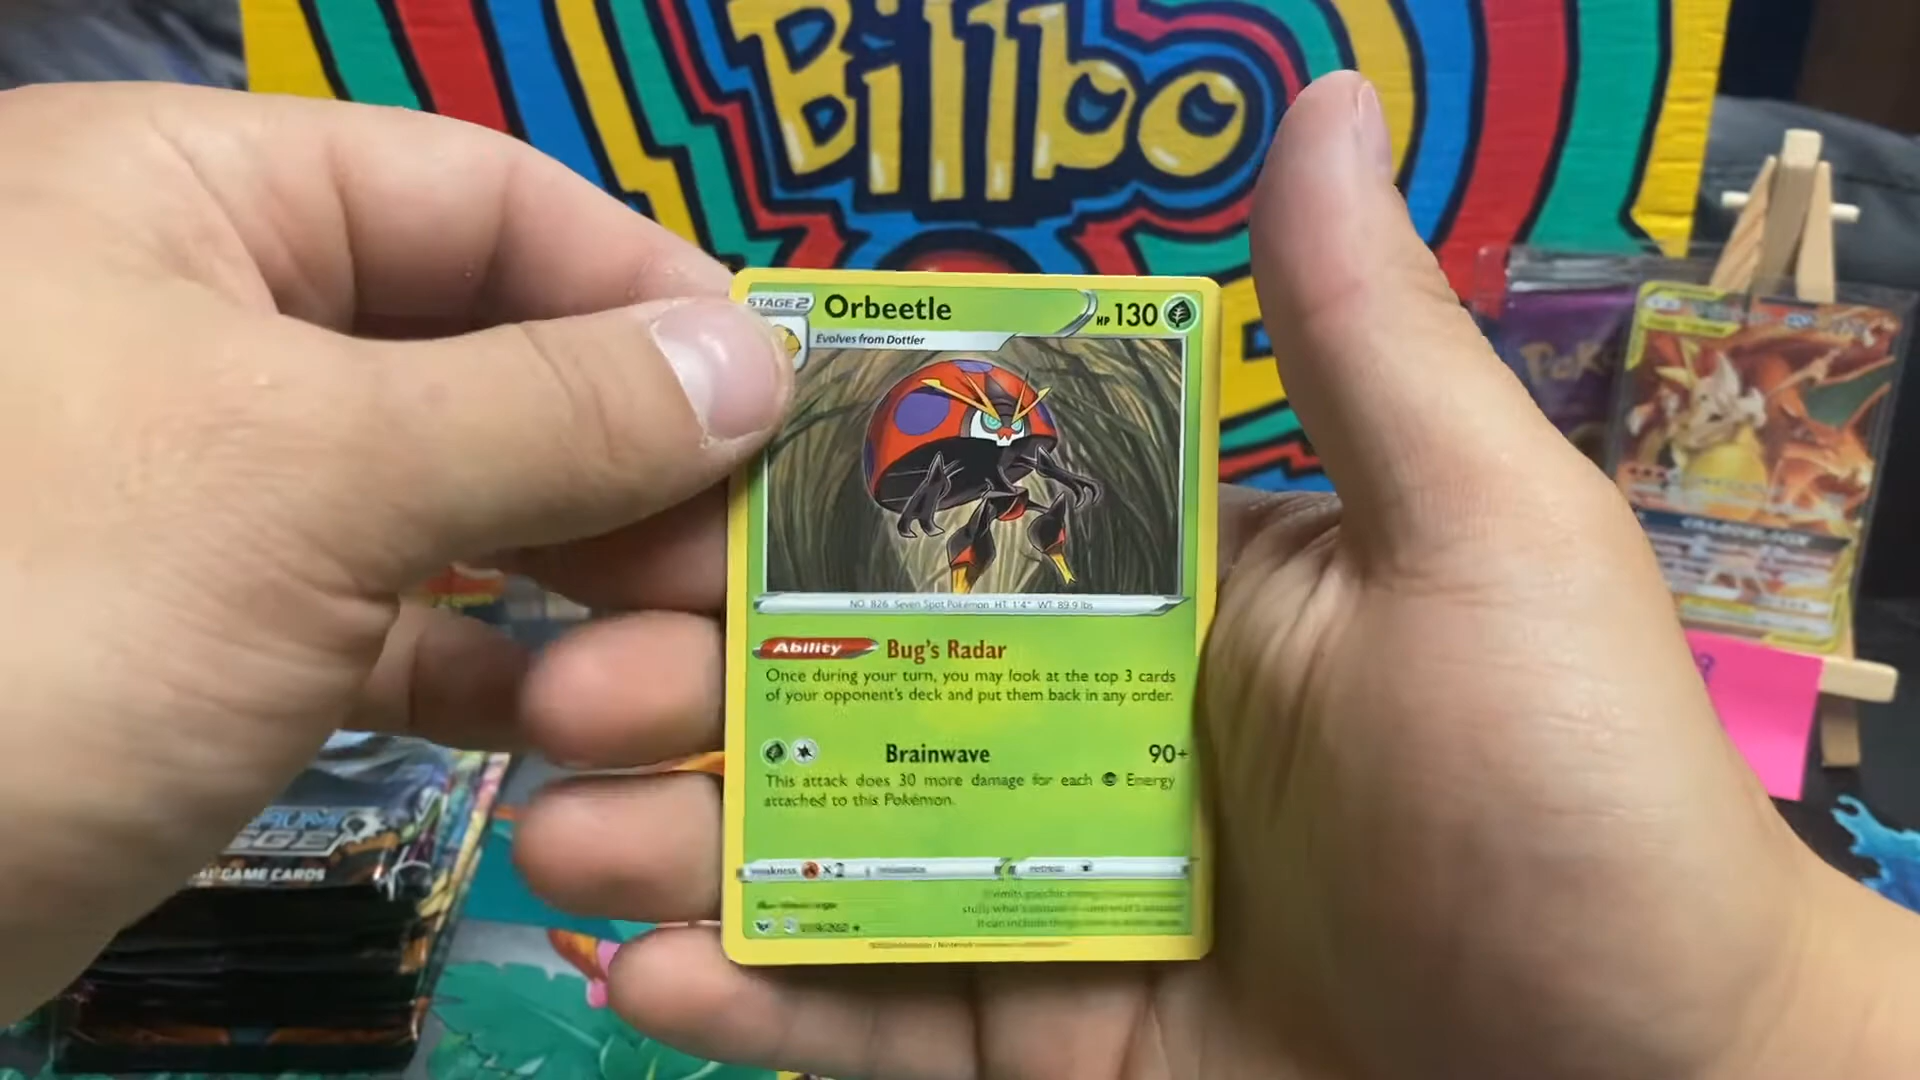 Billbo
STAGE 2
Orbeetle
HP 130
Evolves from Dottler
NO. 826 Seven Spot Pokémon HT. 1'4" WT. 89.9 lbs
Ability Bug's Radar
Once during your turn, you may look at the top 3 cards
of your opponent's deck and put them back in any order.
Brainwave 90+
This attack does 30 more damage for each Energy
attached to this Pokémon.
weakness x2
retreat
GAME CARDS